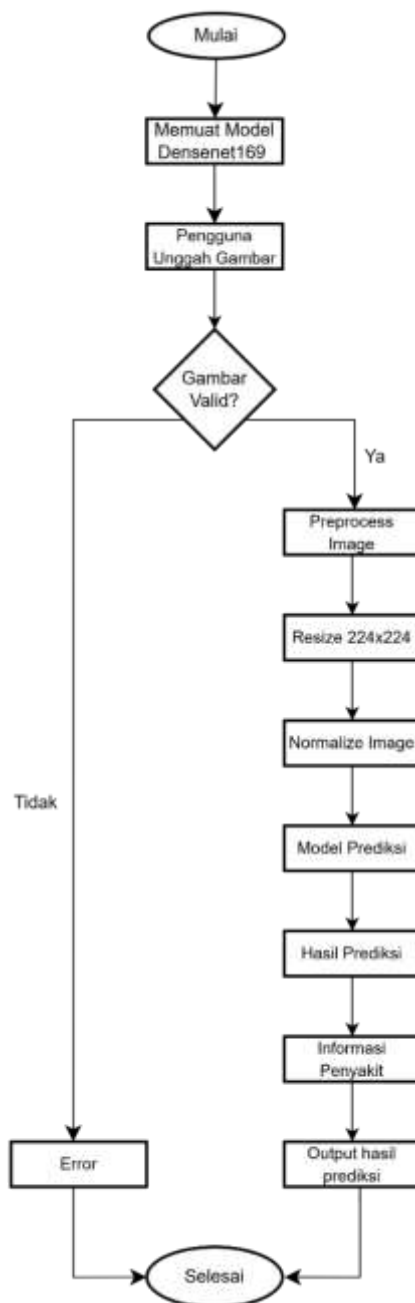 Mulai
Memuat Model
Densenet169
Pengguna
Unggah Gambar
Gambar
Valid?
Ya
Preprocess
Image
Resize 224x224
Normalize Image
Tidak
Model Prediksi
Hasil Prediksi
Informasi
Penyakit
Error
Output hasil
prediksi
Selesai